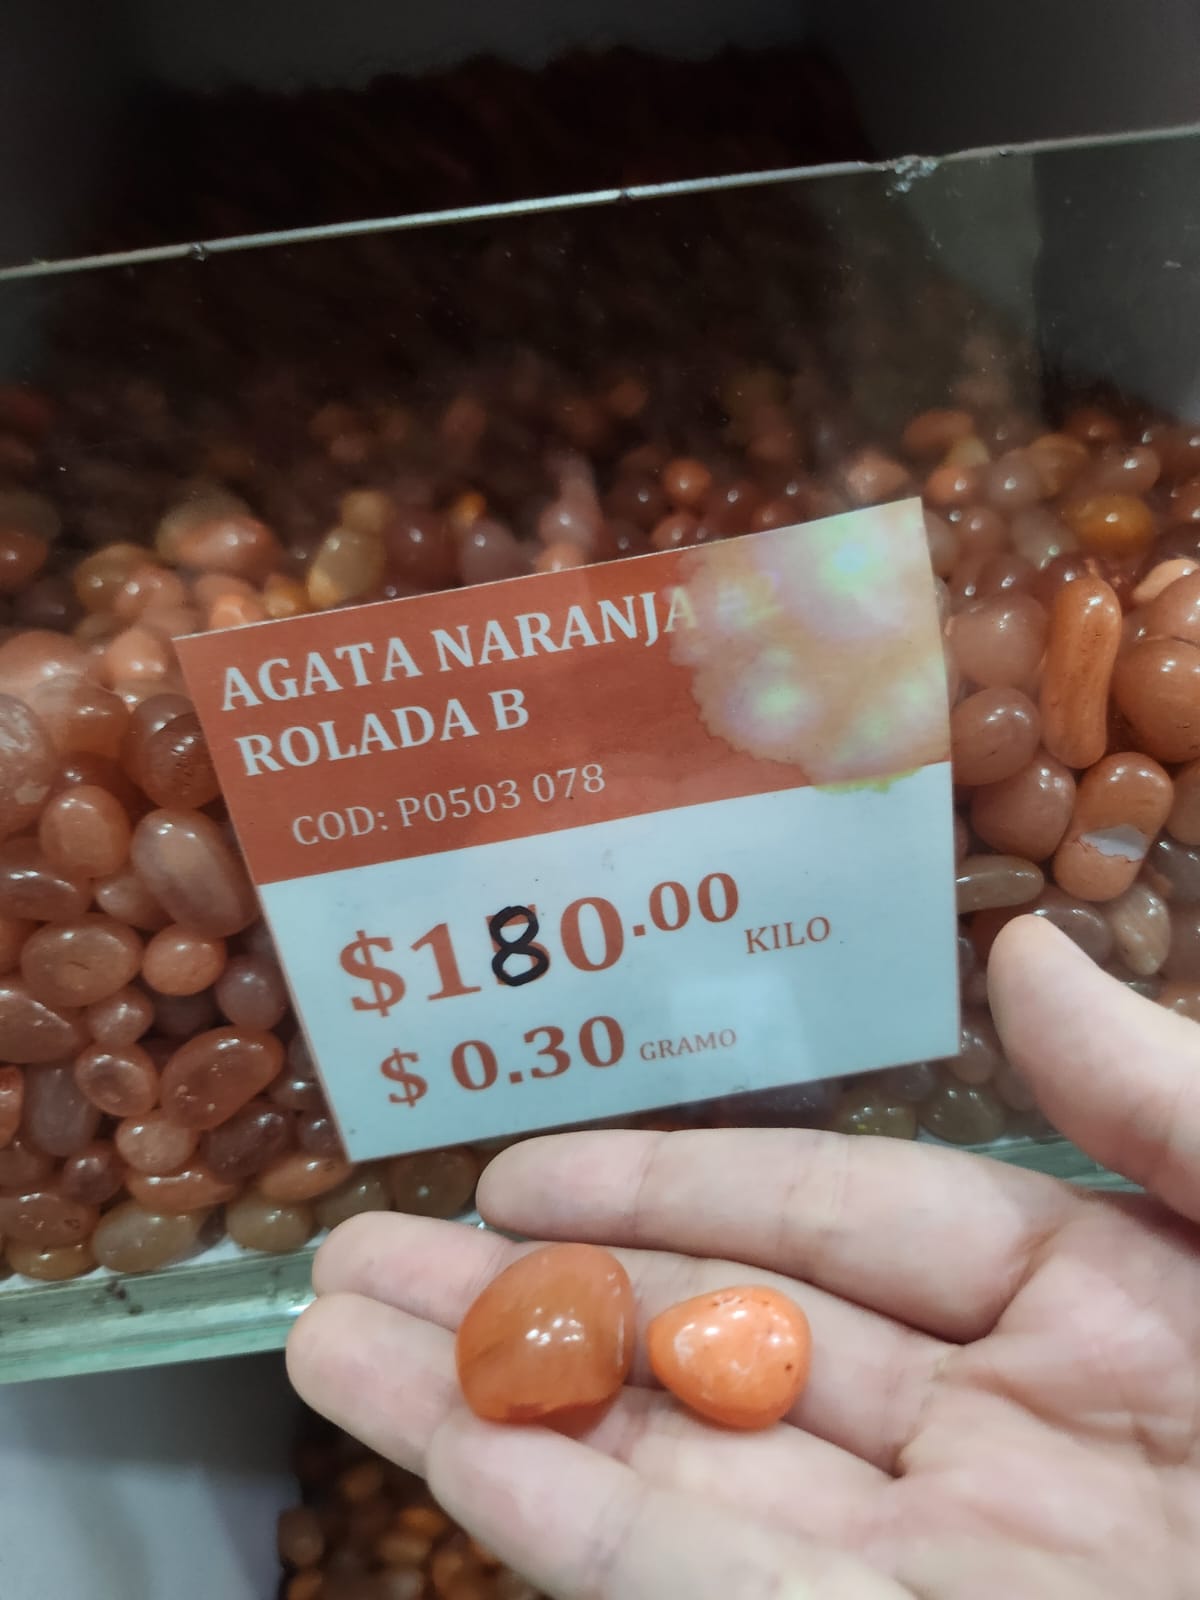 AGATA NARANJA
ROLADA B
COD: P0503 078
$180.00 KILO
$ 0.30 GRAMO